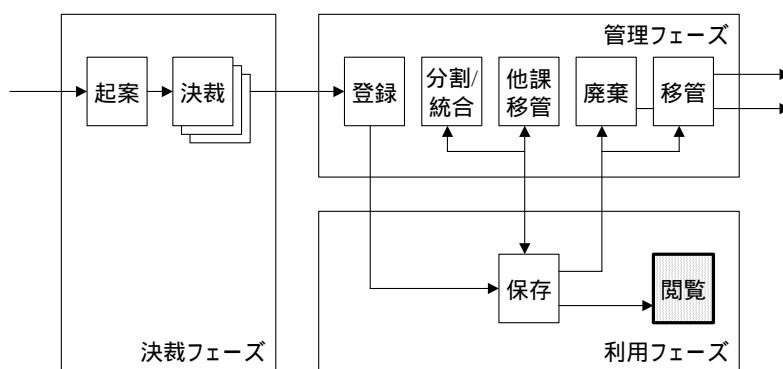 管理フェーズ
起案
決裁
登録
分割/
統合
他課
移管
廃棄
移管
保存
閲覧
決裁フェーズ
利用フェーズ